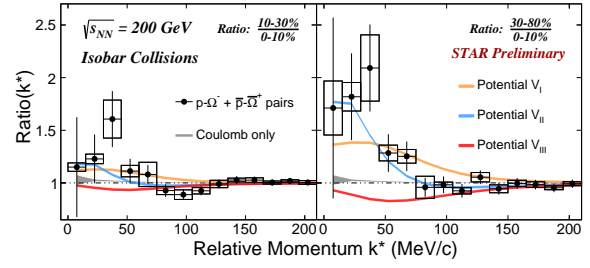 √s_NN = 200 GeV
Isobar Collisions
Ratio: 10-30% / 0-10%
p-Ω⁻ + p̄-Ω̄⁺ pairs
Coulomb only
Ratio: 30-80% / 0-10%
STAR Preliminary
Potential V_I
Potential V_II
Potential V_III
Ratio(k*)
2.5
2
1.5
1
0 50 100 150 200
0 50 100 150 200
Relative Momentum k* (MeV/c)